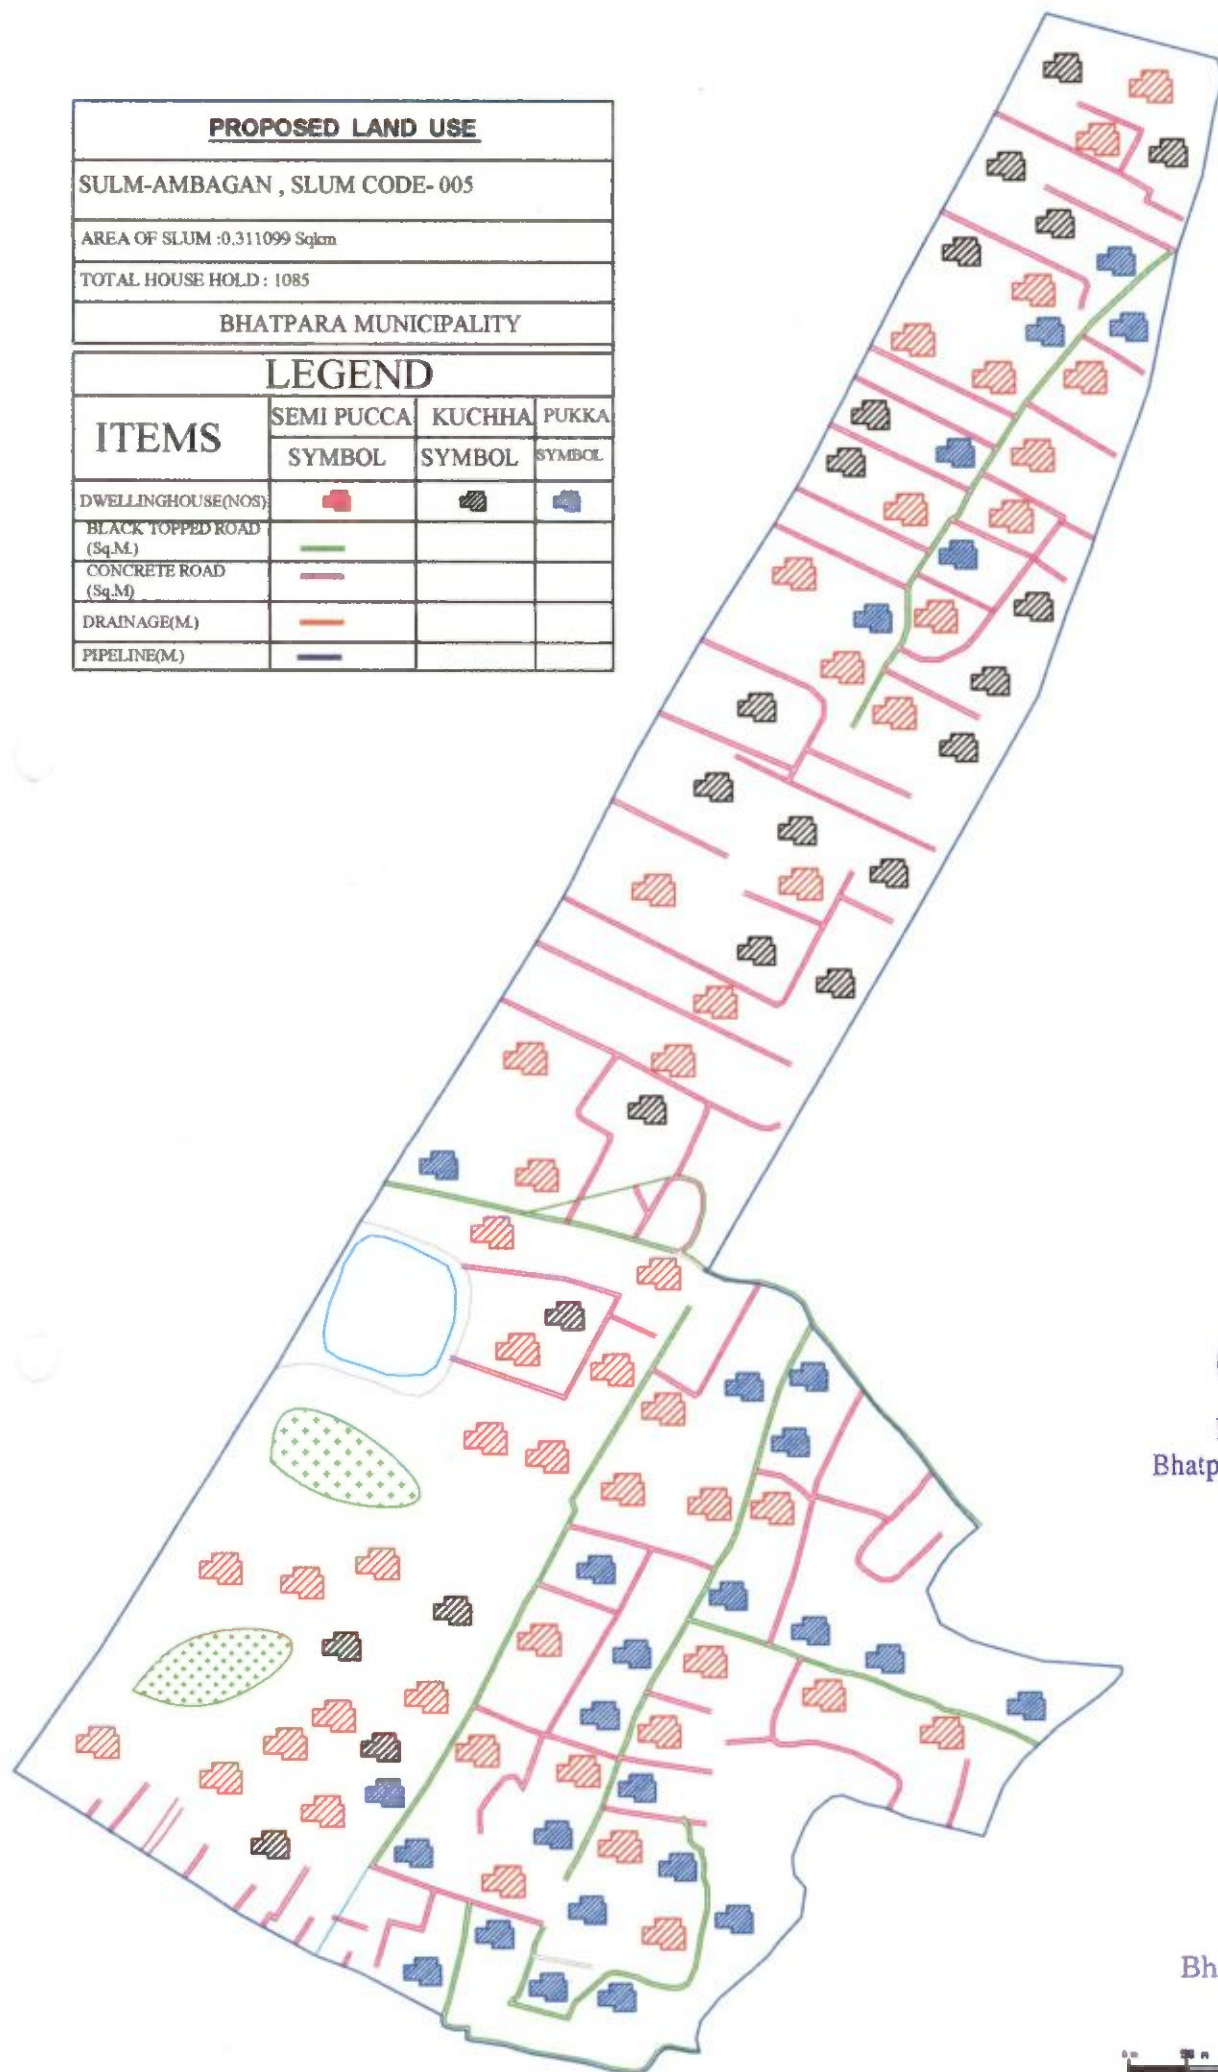 PROPOSED LAND USE
SULM-AMBAGAN , SLUM CODE- 005
AREA OF SLUM :0.311099 Sqkm
TOTAL HOUSE HOLD : 1085
BHATPARA MUNICIPALITY
LEGEND
ITEMS SEMI PUCCA KUCHHA PUKKA
SYMBOL SYMBOL SYMBOL
DWELLINGHOUSE(NOS)
BLACK TOPPED ROAD
(Sq.M.)
CONCRETE ROAD
(Sq.M)
DRAINAGE(M.)
PIPELINE(M.)
Bhatp
Bh